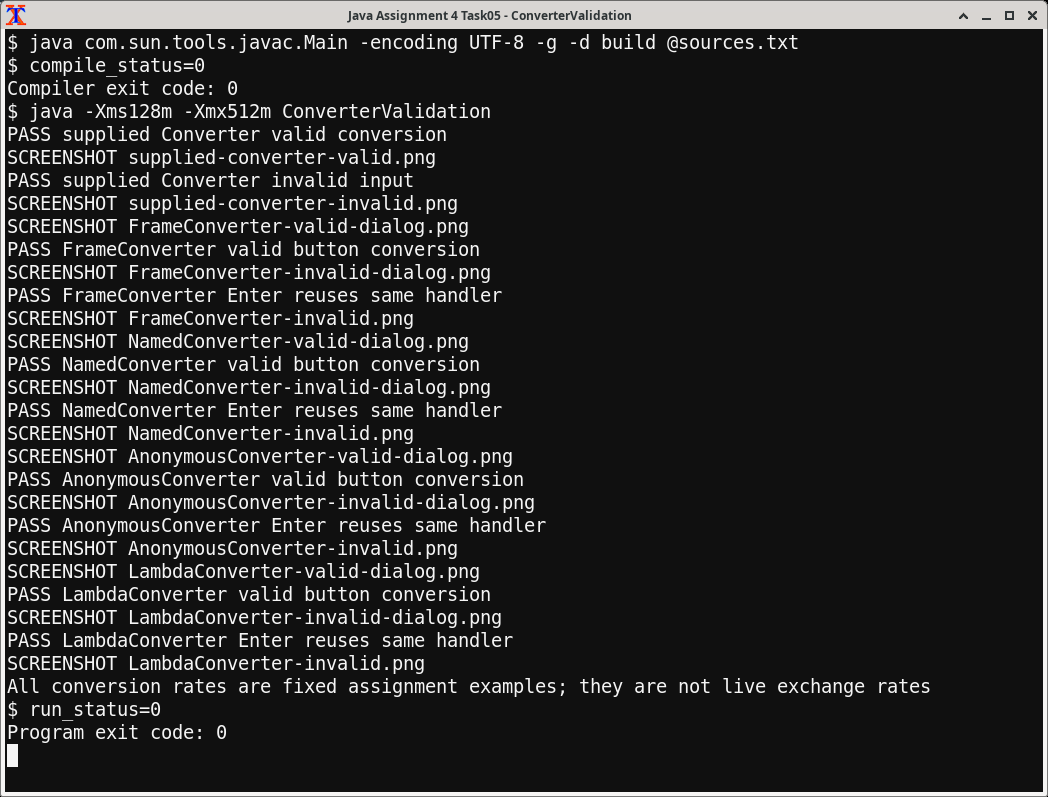 Java Assignment 4 Task05 - ConverterValidation
$ java com.sun.tools.javac.Main -encoding UTF-8 -g -d build @sources.txt
$ compile_status=0
Compiler exit code: 0
$ java -Xms128m -Xmx512m ConverterValidation
PASS supplied Converter valid conversion
SCREENSHOT supplied-converter-valid.png
PASS supplied Converter invalid input
SCREENSHOT supplied-converter-invalid.png
SCREENSHOT FrameConverter-valid-dialog.png
PASS FrameConverter valid button conversion
SCREENSHOT FrameConverter-invalid-dialog.png
PASS FrameConverter Enter reuses same handler
SCREENSHOT FrameConverter-invalid.png
SCREENSHOT NamedConverter-valid-dialog.png
PASS NamedConverter valid button conversion
SCREENSHOT NamedConverter-invalid-dialog.png
PASS NamedConverter Enter reuses same handler
SCREENSHOT NamedConverter-invalid.png
SCREENSHOT AnonymousConverter-valid-dialog.png
PASS AnonymousConverter valid button conversion
SCREENSHOT AnonymousConverter-invalid-dialog.png
PASS AnonymousConverter Enter reuses same handler
SCREENSHOT AnonymousConverter-invalid.png
SCREENSHOT LambdaConverter-valid-dialog.png
PASS LambdaConverter valid button conversion
SCREENSHOT LambdaConverter-invalid-dialog.png
PASS LambdaConverter Enter reuses same handler
SCREENSHOT LambdaConverter-invalid.png
All conversion rates are fixed assignment examples; they are not live exchange rates
$ run_status=0
Program exit code: 0